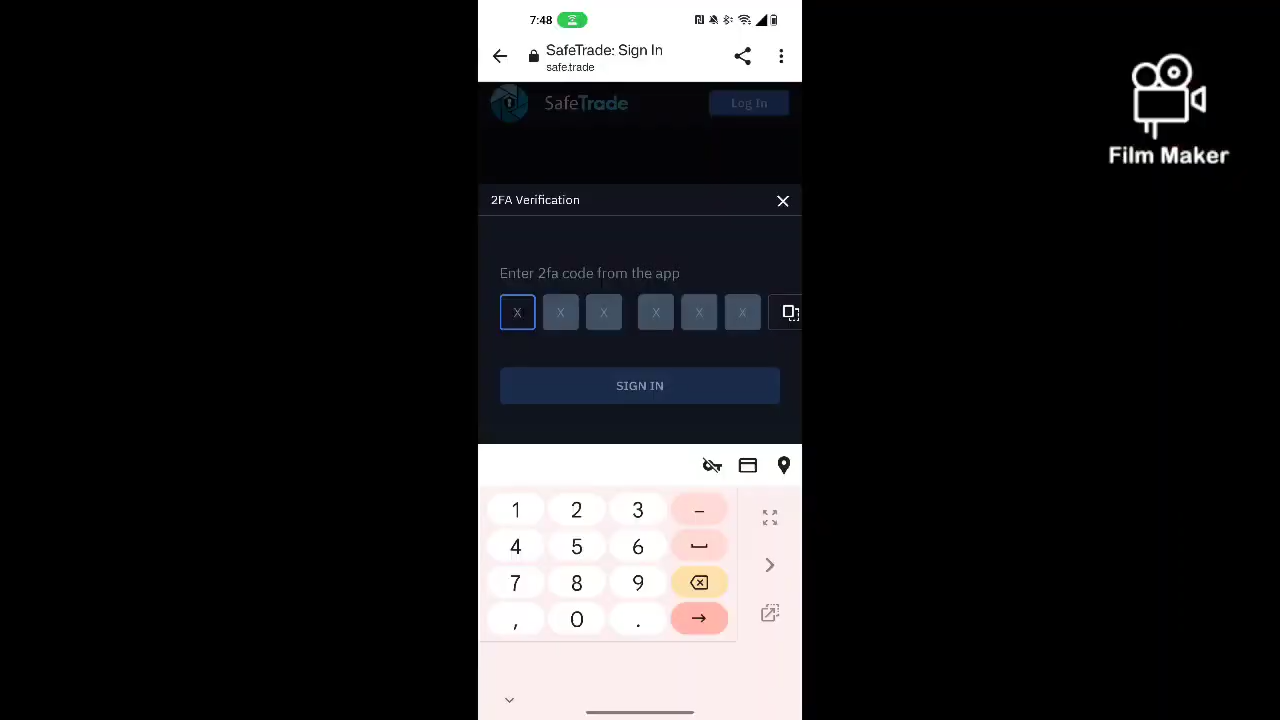 7:48
SafeTrade: Sign In
safe.trade
SafeTrade
Log In
2FA Verification
Enter 2fa code from the app
X X X X X X
SIGN IN
1 2 3 –
4 5 6
7 8 9
, 0 .
Film Maker